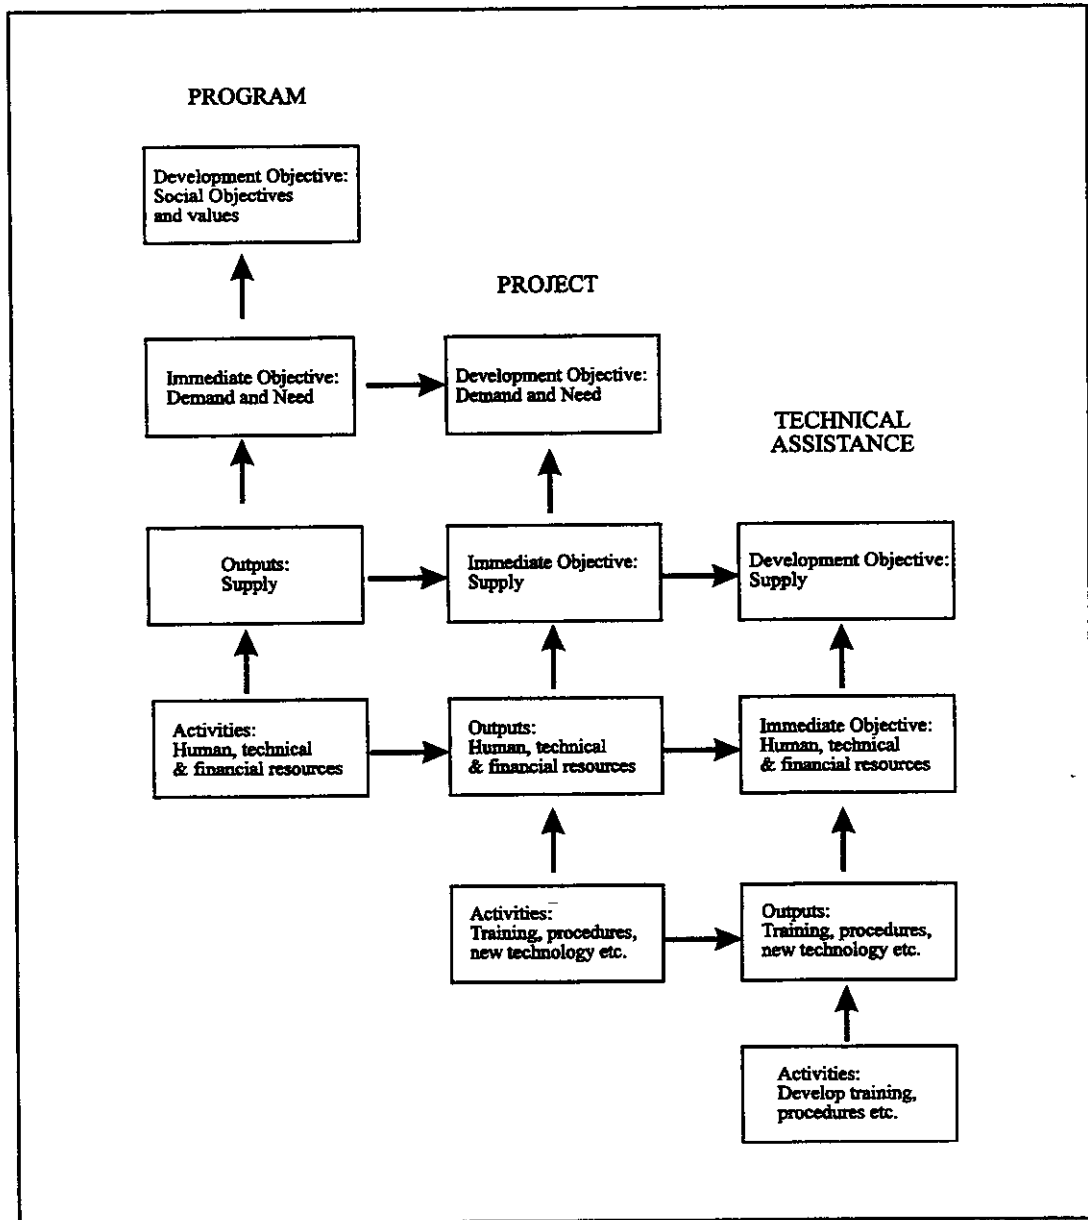 PROGRAM
Development Objective:
Social Objectives
and values
PROJECT
Immediate Objective:
Demand and Need
Development Objective:
Demand and Need
TECHNICAL
ASSISTANCE
Outputs:
Supply
Immediate Objective:
Supply
Development Objective:
Supply
Activities:
Human, technical
& financial resources
Outputs:
Human, technical
& financial resources
Immediate Objective:
Human, technical
& financial resources
Activities:
Training, procedures,
new technology etc.
Outputs:
Training, procedures,
new technology etc.
Activities:
Develop training,
procedures etc.